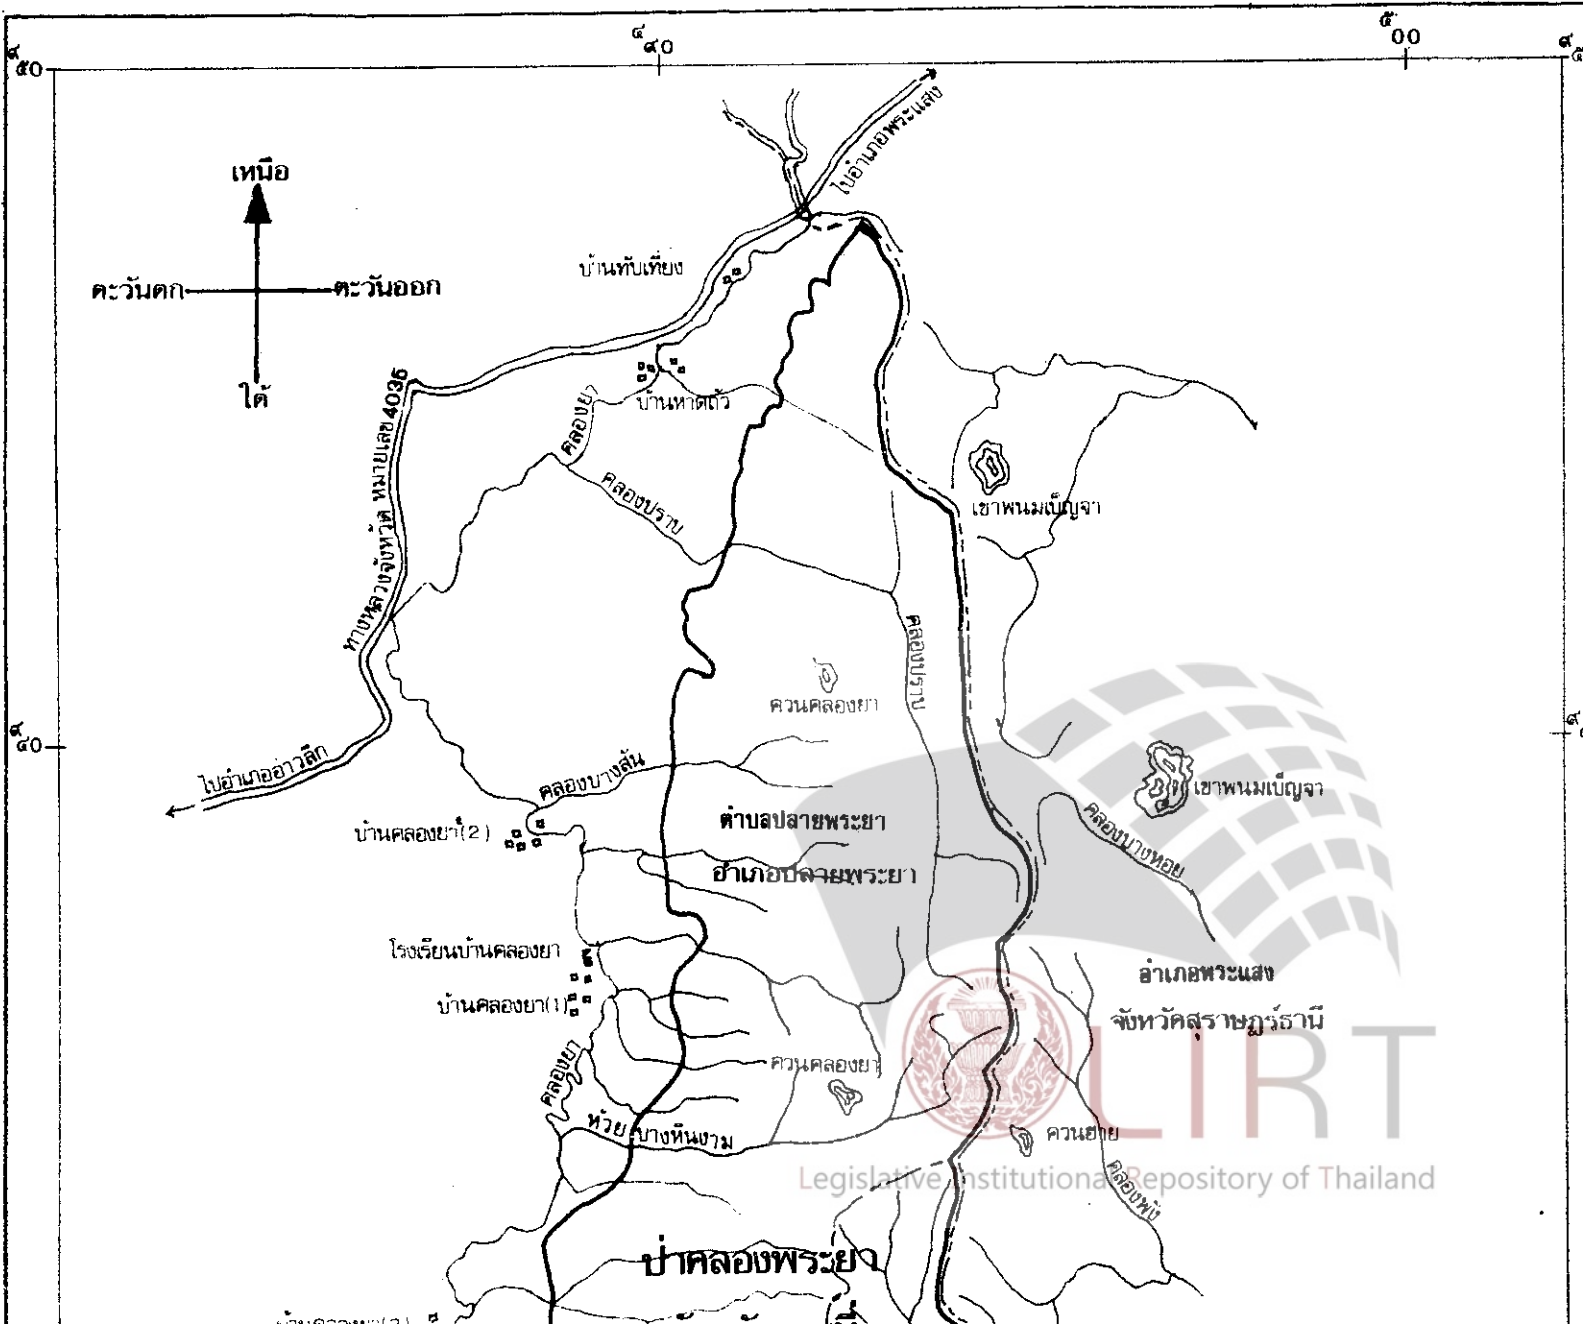 ๔๙๐
๕๐๐
๙๕๐
๙๕
เหนือ
ตะวันตก
ตะวันออก
ใต้
ไปอำเภอพระแสง
บ้านทับเที่ยง
บ้านหาดถั่ว
คลองยา
คลองปราบ
ทางหลวงจังหวัด หมายเลข 4035
เขาพนมเบ็ญจา
คลองปราบ
ควนคลองยา
๙๔๐
ไปอำเภออ่าวลึก
คลองบางสัน
เขาพนมเบ็ญจา
บ้านคลองยา(2)
ตำบลปลายพระยา
คลองบางหอย
อำเภอปลายพระยา
โรงเรียนบ้านคลองยา
อำเภอพระแสง
บ้านคลองยา(1)
จังหวัดสุราษฎร์ธานี
LIRT
คลองยา
ควนคลองยา
ห้วยบางหินงาม
ควนฮาย
Legislative Institutional Repository of Thailand
คลองพัง
ป่าคลองพระยา